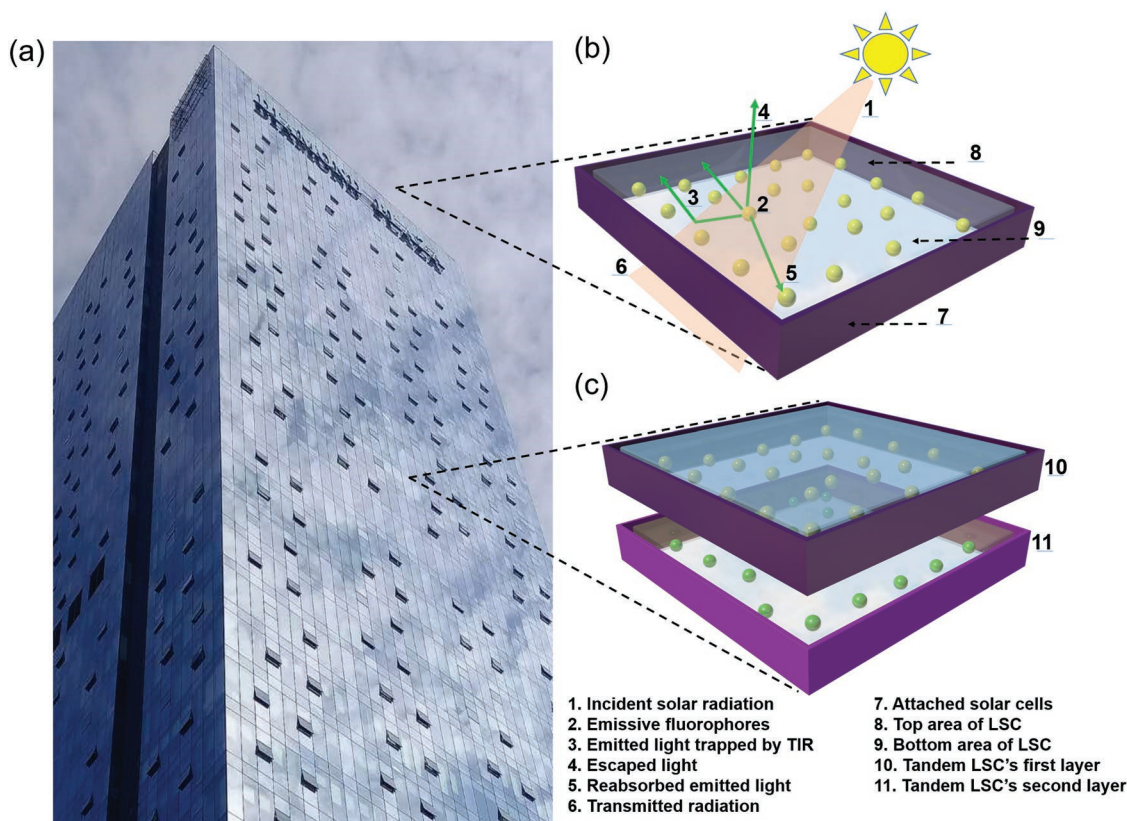 (a)
DIAMOND PLAZA
(b)
1
4
8
3
2
9
6
5
7
(c)
10
11
1. Incident solar radiation
2. Emissive fluorophores
3. Emitted light trapped by TIR
4. Escaped light
5. Reabsorbed emitted light
6. Transmitted radiation
7. Attached solar cells
8. Top area of LSC
9. Bottom area of LSC
10. Tandem LSC's first layer
11. Tandem LSC's second layer